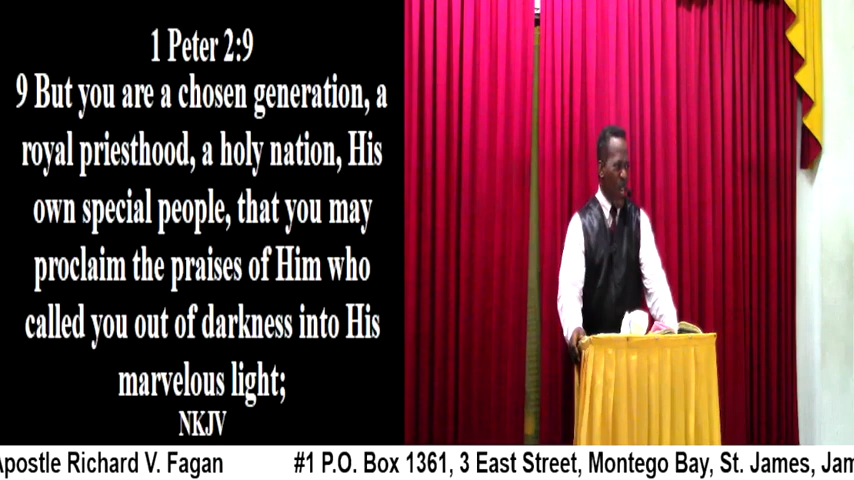 1 Peter 2:9
9 But you are a chosen generation, a
royal priesthood, a holy nation, His
own special people, that you may
proclaim the praises of Him who
called you out of darkness into His
marvelous light;
NKJV
Apostle Richard V. Fagan #1 P.O. Box 1361, 3 East Street, Montego Bay, St. James, Jam